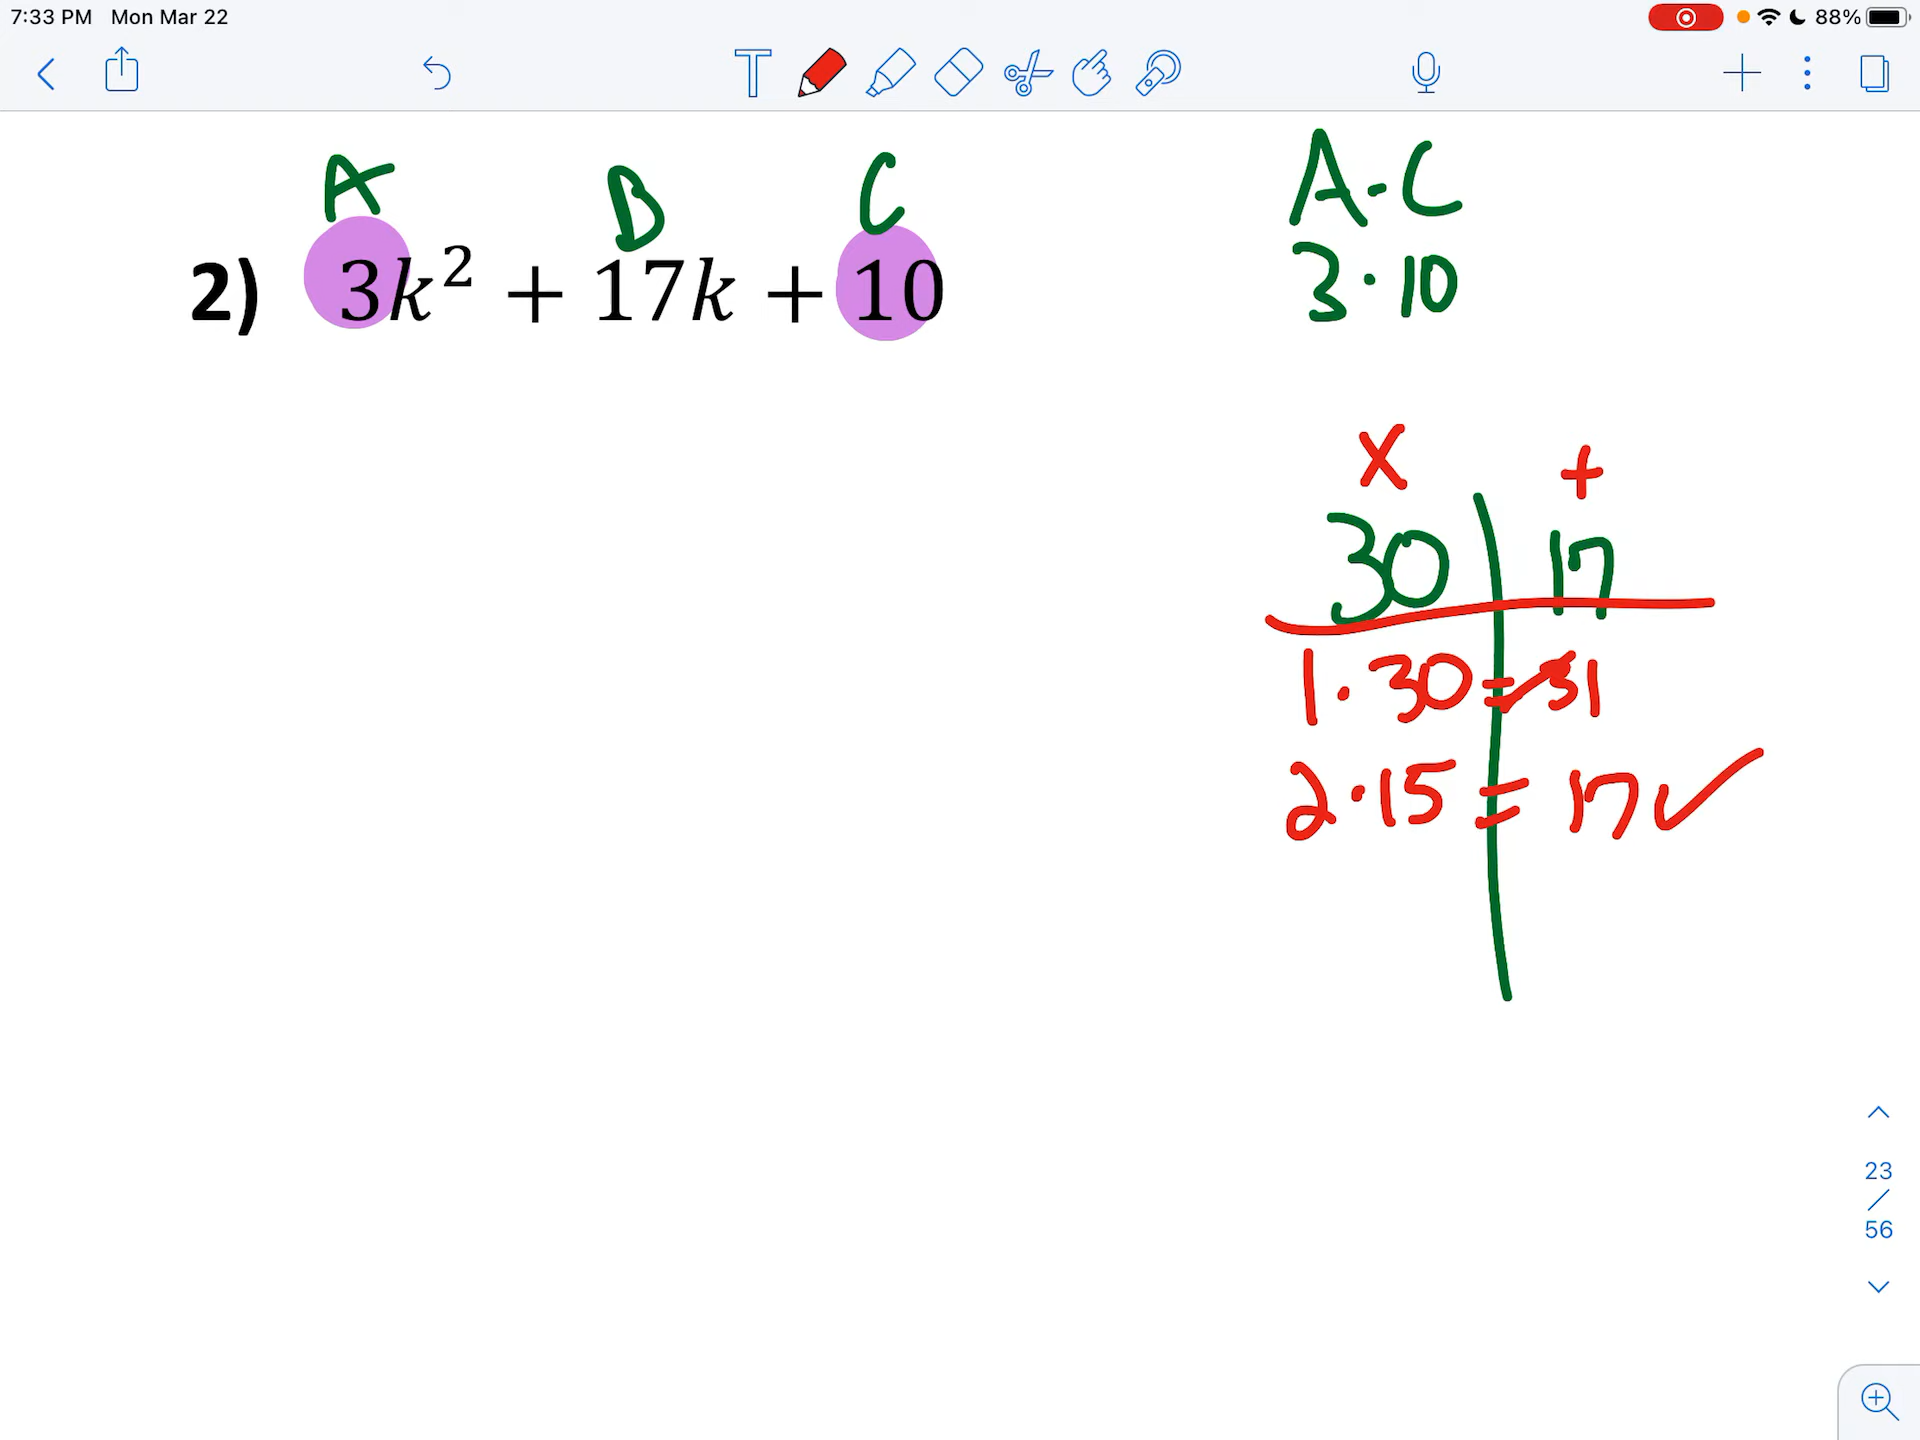 7:33 PM Mon Mar 22
88%
T
A B C
2) 3k² + 17k + 10
A · C
3 · 10
x +
30 17
1 · 30 = 31
2 · 15 = 17 ✓
23
/
56